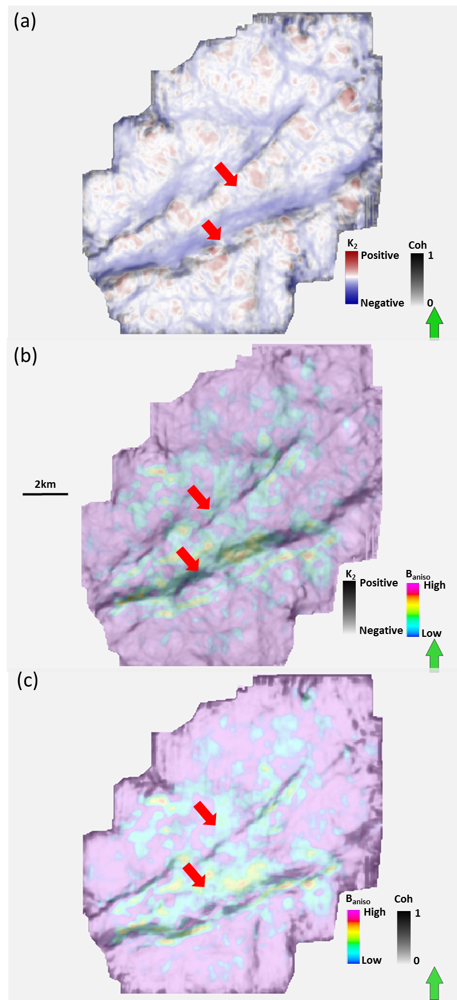 (a)
K2 Coh
Positive 1
Negative 0
(b)
2km
K2 Baniso
Positive High
Negative Low
(c)
Baniso Coh
High 1
Low 0